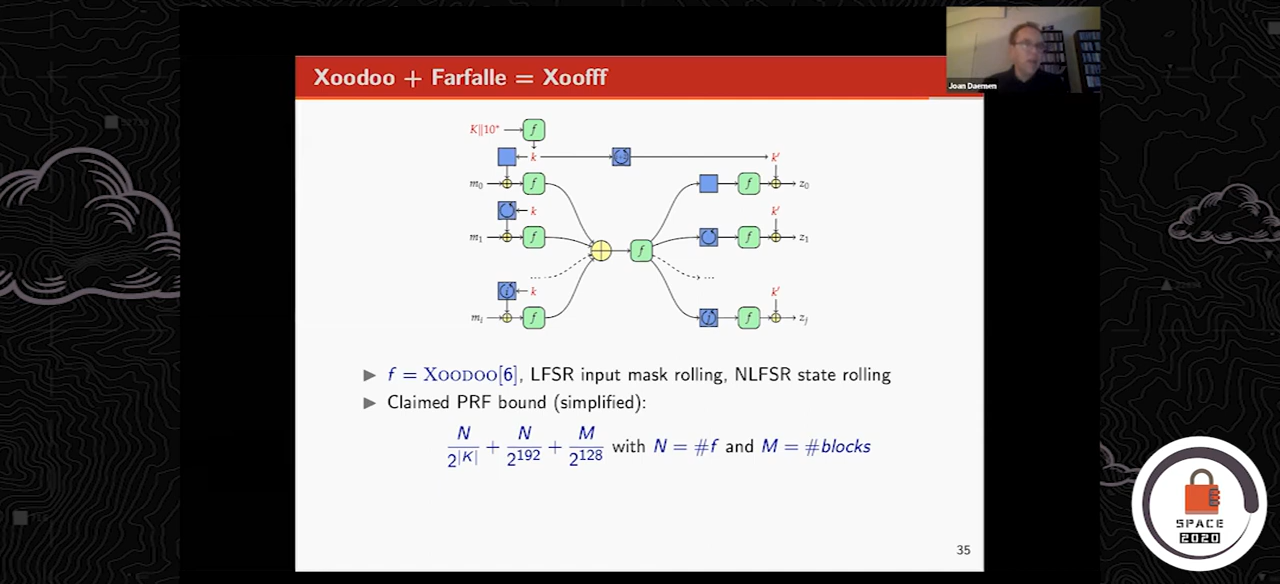 Xoodoo + Farfalle = Xoofff
Joan Daemen
K||10* f
k k′
m₀ f f z₀
k k′
m₁ f f z₁
f
... ...
i k k′
mᵢ f j f zⱼ
▶ f = XOODOO[6], LFSR input mask rolling, NLFSR state rolling
▶ Claimed PRF bound (simplified):
N/2^|K| + N/2^192 + M/2^128 with N = #f and M = #blocks
35
SPACE
2020